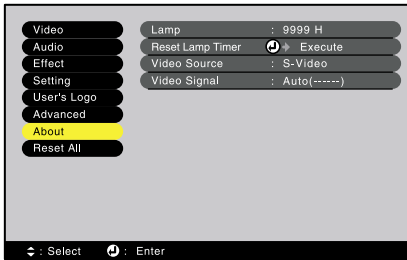 Video
Audio
Effect
Setting
User's Logo
Advanced
About
Reset All
Lamp : 9999 H
Reset Lamp Timer Execute
Video Source : S-Video
Video Signal : Auto(------)
: Select : Enter